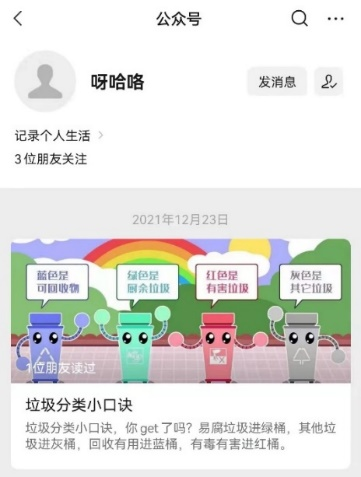 公众号
呀哈咯
发消息
记录个人生活
3位朋友关注
2021年12月23日
蓝色是
可回收物
绿色是
厨余垃圾
红色是
有害垃圾
灰色是
其它垃圾
1位朋友读过
垃圾分类小口诀
垃圾分类小口诀，你 get 了吗？易腐垃圾进绿桶，其他垃
圾进灰桶，回收有用进蓝桶，有毒有害进红桶。